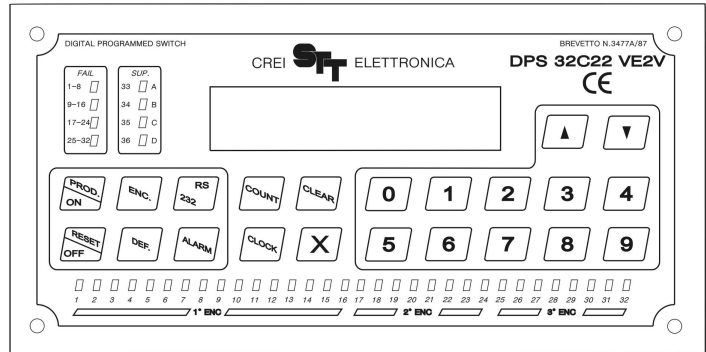 DIGITAL PROGRAMMED SWITCH
BREVETTO N.3477A/87
CREI SFT ELETTRONICA
DPS 32C22 VE2V
CE
FAIL SUP.
1-8 33 A
9-16 34 B
17-24 35 C
25-32 36 D
▲ ▼
PROD. ON ENC. RS 232 COUNT CLEAR 0 1 2 3 4
RESET OFF DEF. ALARM CLOCK X 5 6 7 8 9
1 2 3 4 5 6 7 8 9 10 11 12 13 14 15 16 17 18 19 20 21 22 23 24 25 26 27 28 29 30 31 32
1° ENC 2° ENC 3° ENC